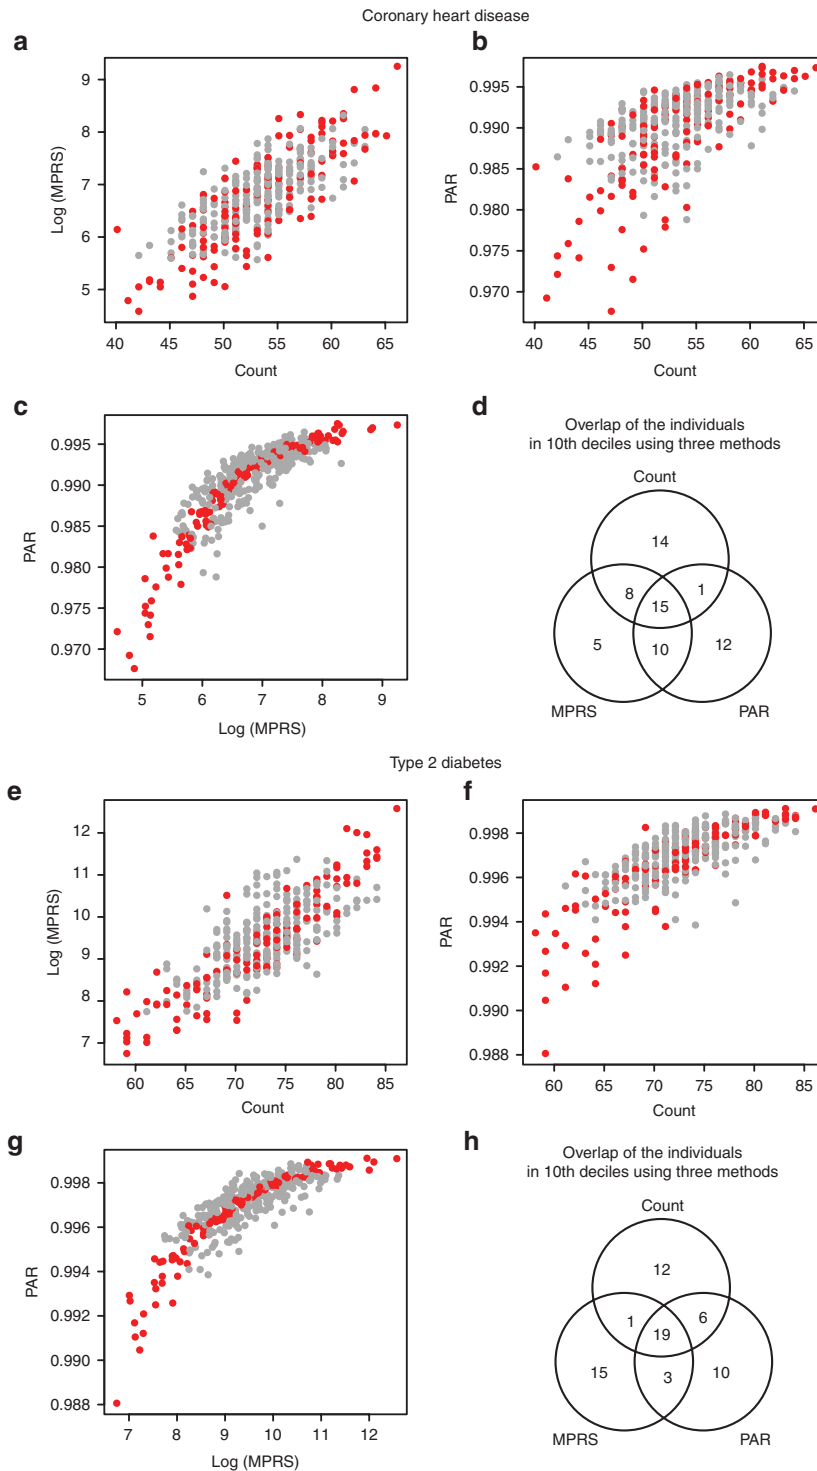 Coronary heart disease
a
9
8
7
6
5
Log (MPRS)
40 45 50 55 60 65
Count
b
0.995
0.990
0.985
0.980
0.975
0.970
PAR
40 45 50 55 60 65
Count
c
0.995
0.990
0.985
0.980
0.975
0.970
PAR
5 6 7 8 9
Log (MPRS)
d
Overlap of the individuals
in 10th deciles using three methods
Count
14
8 1
15
5 10 12
MPRS PAR
Type 2 diabetes
e
12
11
10
9
8
7
Log (MPRS)
60 65 70 75 80 85
Count
f
0.998
0.996
0.994
0.992
0.990
0.988
PAR
60 65 70 75 80 85
Count
g
0.998
0.996
0.994
0.992
0.990
0.988
PAR
7 8 9 10 11 12
Log (MPRS)
h
Overlap of the individuals
in 10th deciles using three methods
Count
12
1 6
19
15 3 10
MPRS PAR